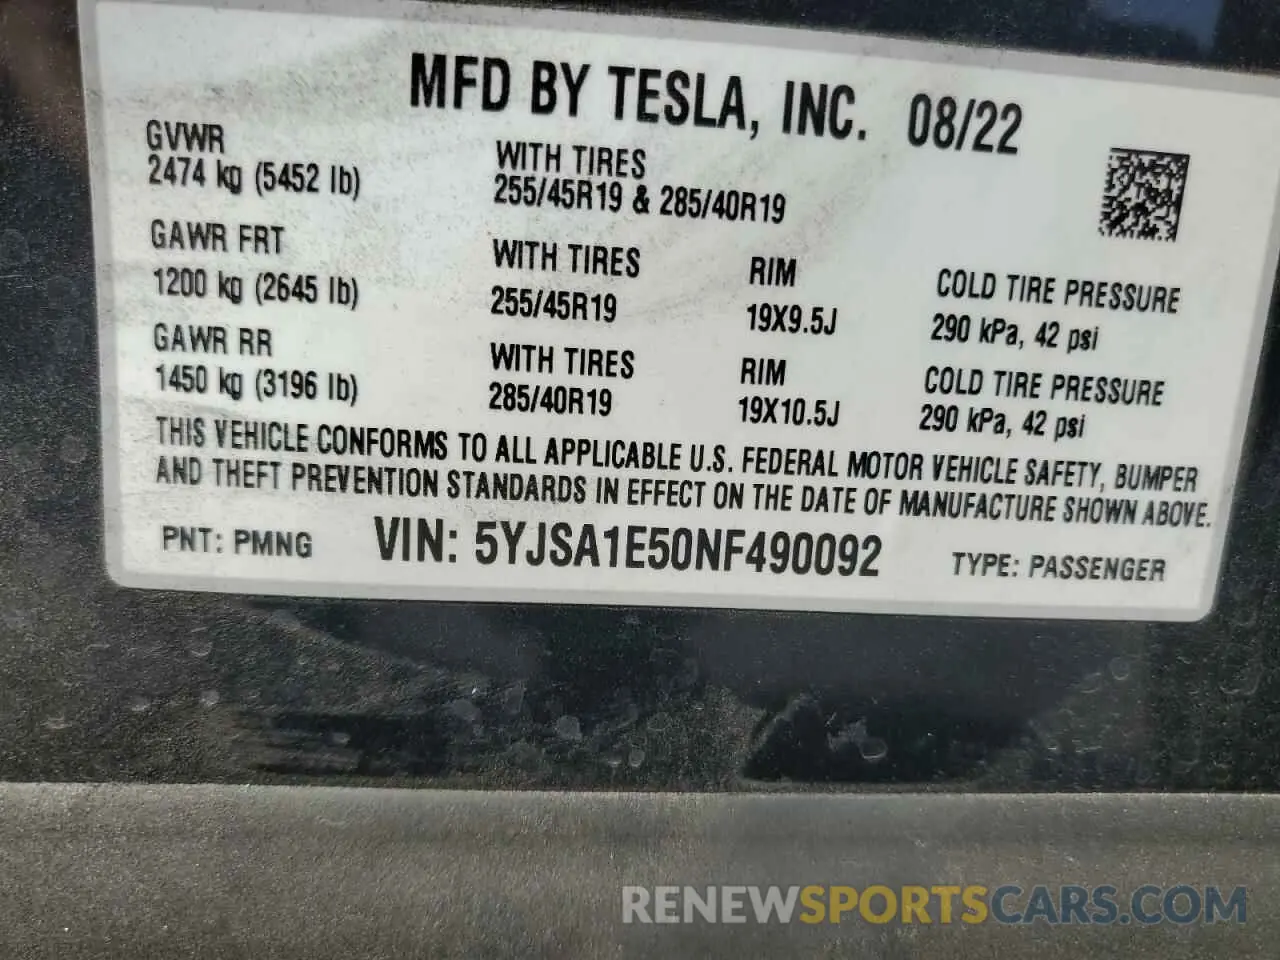 MFD BY TESLA, INC. 08/22
GVWR
2474 kg (5452 lb)
WITH TIRES
255/45R19 & 285/40R19
GAWR FRT
1200 kg (2645 lb)
WITH TIRES
255/45R19
RIM
19X9.5J
COLD TIRE PRESSURE
290 kPa, 42 psi
GAWR RR
1450 kg (3196 lb)
WITH TIRES
285/40R19
RIM
19X10.5J
COLD TIRE PRESSURE
290 kPa, 42 psi
THIS VEHICLE CONFORMS TO ALL APPLICABLE U.S. FEDERAL MOTOR VEHICLE SAFETY, BUMPER
AND THEFT PREVENTION STANDARDS IN EFFECT ON THE DATE OF MANUFACTURE SHOWN ABOVE.
PNT: PMNG VIN: 5YJSA1E50NF490092 TYPE: PASSENGER
RENEWSPORTSCARS.COM